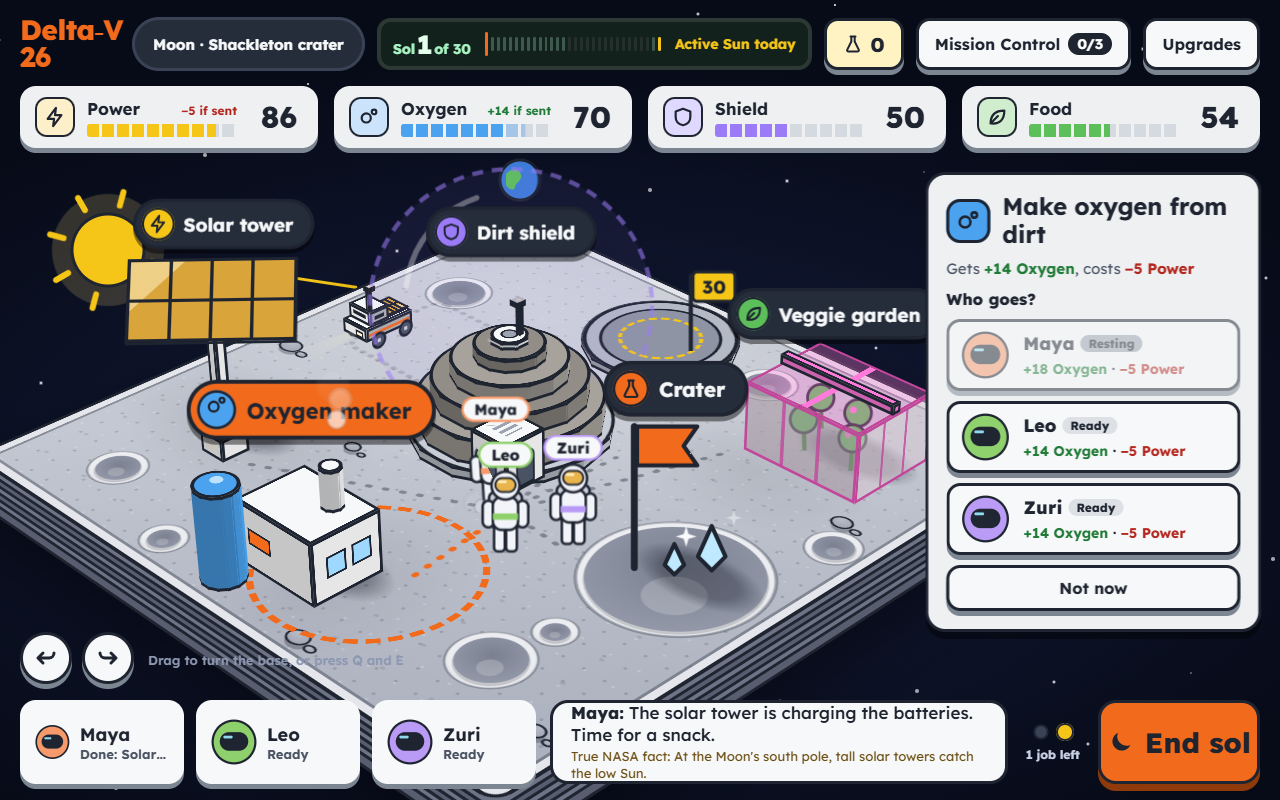 Delta-V
26
Moon · Shackleton crater
Sol 1 of 30
Active Sun today
0
Mission Control 0/3
Upgrades
Power
−5 if sent
86
Oxygen
+14 if sent
70
Shield
50
Food
54
Solar tower
Dirt shield
30
Veggie garden
Oxygen maker
Crater
Maya
Leo
Zuri
Make oxygen from
dirt
Gets +14 Oxygen, costs −5 Power
Who goes?
Maya Resting
+18 Oxygen · −5 Power
Leo Ready
+14 Oxygen · −5 Power
Zuri Ready
+14 Oxygen · −5 Power
Not now
Drag to turn the base, or press Q and E
Maya
Done: Solar...
Leo
Ready
Zuri
Ready
Maya: The solar tower is charging the batteries.
Time for a snack.
True NASA fact: At the Moon's south pole, tall solar towers catch
the low Sun.
1 job left
End sol